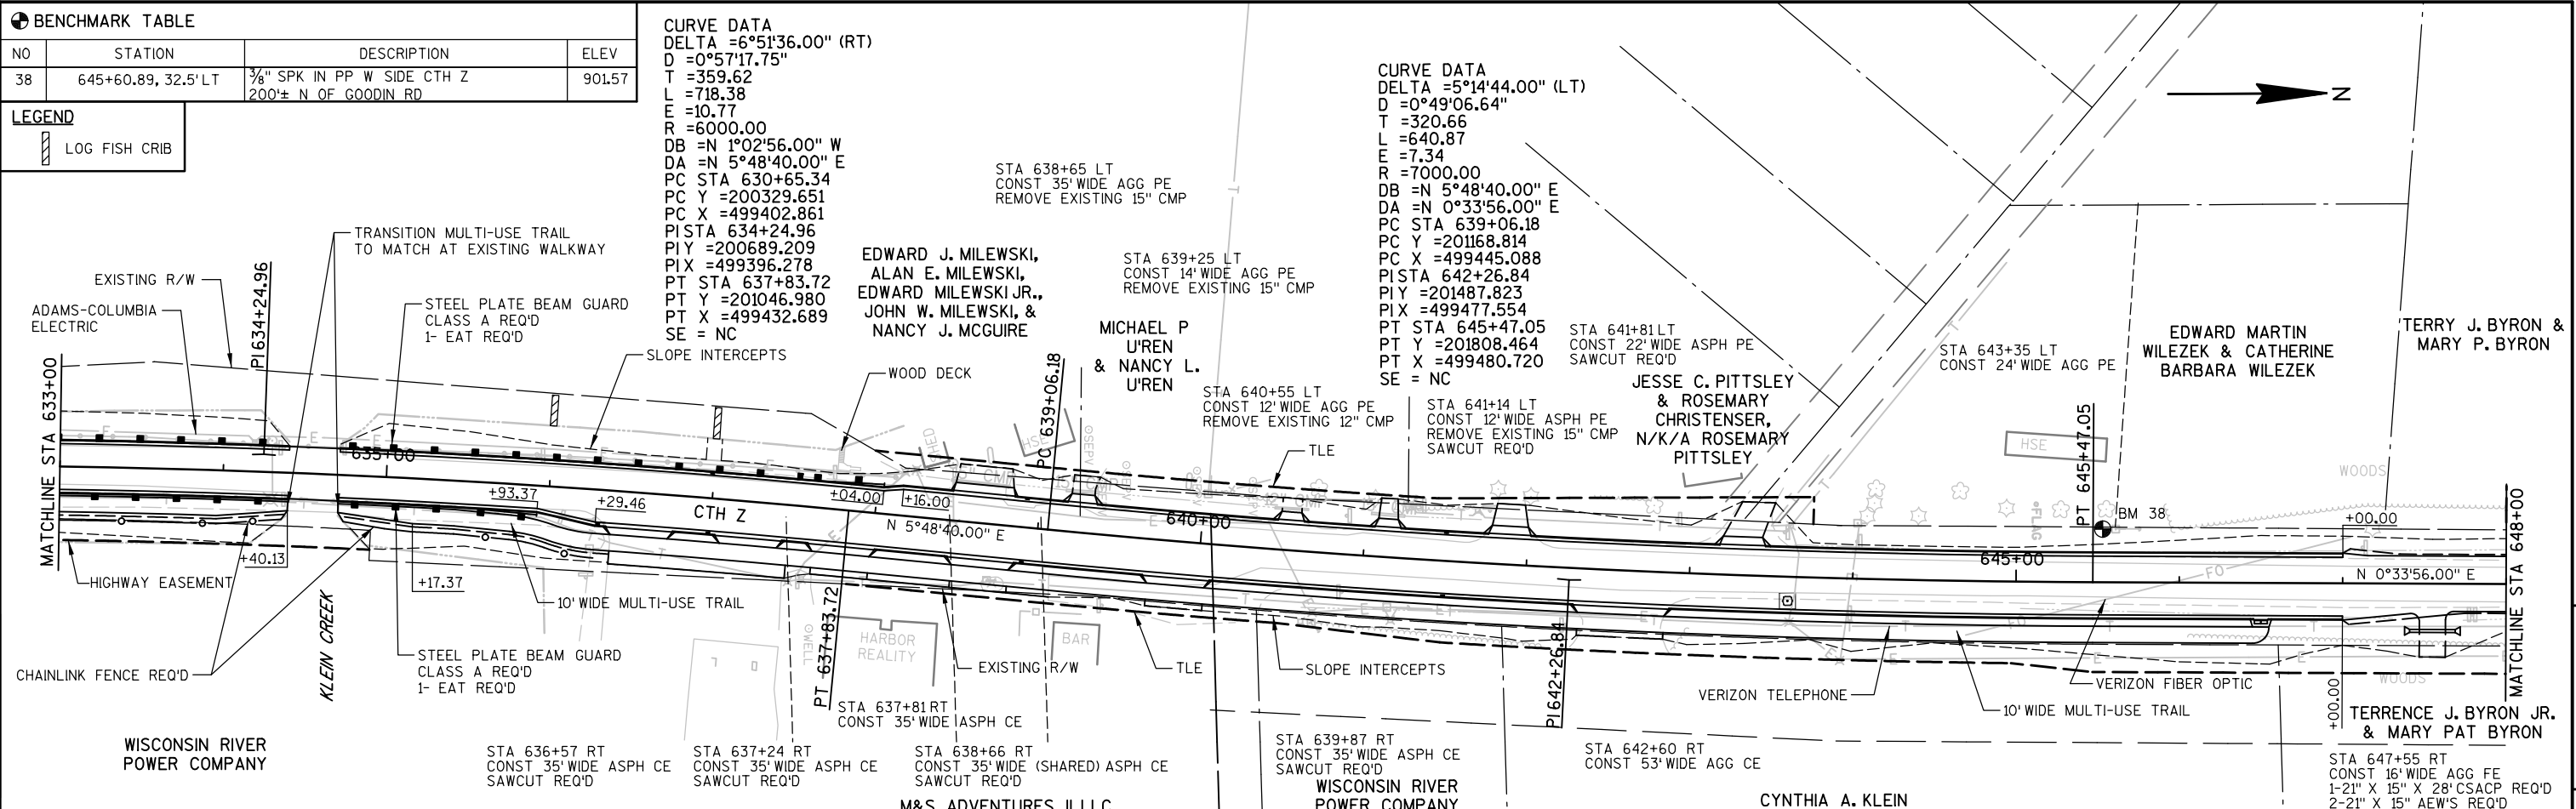 BENCHMARK TABLE
NO STATION DESCRIPTION ELEV
38 645+60.89, 32.5' LT 3/8" SPK IN PP W SIDE CTH Z 901.57
200'± N OF GOODIN RD
LEGEND
LOG FISH CRIB
CURVE DATA
DELTA =6°51'36.00" (RT)
D =0°57'17.75"
T =359.62
L =718.38
E =10.77
R =6000.00
DB =N 1°02'56.00" W
DA =N 5°48'40.00" E
PC STA 630+65.34
PC Y =200329.651
PC X =499402.861
PI STA 634+24.96
PI Y =200689.209
PI X =499396.278
PT STA 637+83.72
PT Y =201046.980
PT X =499432.689
SE = NC
CURVE DATA
DELTA =5°14'44.00" (LT)
D =0°49'06.64"
T =320.66
L =640.87
E =7.34
R =7000.00
DB =N 5°48'40.00" E
DA =N 0°33'56.00" E
PC STA 639+06.18
PC Y =201168.814
PC X =499445.088
PI STA 642+26.84
PI Y =201487.823
PI X =499477.554
PT STA 645+47.05
PT Y =201808.464
PT X =499480.720
SE = NC
N
STA 638+65 LT
CONST 35' WIDE AGG PE
REMOVE EXISTING 15" CMP
TRANSITION MULTI-USE TRAIL
TO MATCH AT EXISTING WALKWAY
EXISTING R/W
ADAMS-COLUMBIA
ELECTRIC
PI 634+24.96
STEEL PLATE BEAM GUARD
CLASS A REQ'D
1- EAT REQ'D
SLOPE INTERCEPTS
EDWARD J. MILEWSKI,
ALAN E. MILEWSKI,
EDWARD MILEWSKI JR.,
JOHN W. MILEWSKI, &
NANCY J. MCGUIRE
WOOD DECK
STA 639+25 LT
CONST 14' WIDE AGG PE
REMOVE EXISTING 15" CMP
MICHAEL P
U'REN
& NANCY L.
U'REN
PC 639+06.18
STA 640+55 LT
CONST 12' WIDE AGG PE
REMOVE EXISTING 12" CMP
TLE
STA 641+14 LT
CONST 12' WIDE ASPH PE
REMOVE EXISTING 15" CMP
SAWCUT REQ'D
STA 641+81 LT
CONST 22' WIDE ASPH PE
SAWCUT REQ'D
JESSE C. PITTSLEY
& ROSEMARY
CHRISTENSER,
N/K/A ROSEMARY
PITTSLEY
STA 643+35 LT
CONST 24' WIDE AGG PE
EDWARD MARTIN
WILEZEK & CATHERINE
BARBARA WILEZEK
TERRY J. BYRON &
MARY P. BYRON
PT 645+47.05
HSE
WOODS
FLAG
BM 38
+00.00
MATCHLINE STA 633+00
635+00
SHED
HSE
+93.37
+29.46
CTH Z
+04.00
+16.00
N 5°48'40.00" E
640+00
645+00
FO
N 0°33'56.00" E
MATCHLINE STA 648+00
HIGHWAY EASEMENT
+40.13
+17.37
KLEIN CREEK
10' WIDE MULTI-USE TRAIL
CHAINLINK FENCE REQ'D
STEEL PLATE BEAM GUARD
CLASS A REQ'D
1- EAT REQ'D
WELL
PT 637+83.72
HARBOR
REALITY
BAR
EXISTING R/W
TLE
SLOPE INTERCEPTS
PI 642+26.84
VERIZON TELEPHONE
VERIZON FIBER OPTIC
10' WIDE MULTI-USE TRAIL
WOODS
+00.00
TERRENCE J. BYRON JR.
& MARY PAT BYRON
WISCONSIN RIVER
POWER COMPANY
STA 636+57 RT
CONST 35' WIDE ASPH CE
SAWCUT REQ'D
STA 637+24 RT
CONST 35' WIDE ASPH CE
SAWCUT REQ'D
STA 637+81 RT
CONST 35' WIDE ASPH CE
STA 638+66 RT
CONST 35' WIDE (SHARED) ASPH CE
SAWCUT REQ'D
M&S ADVENTURES II LLC
STA 639+87 RT
CONST 35' WIDE ASPH CE
SAWCUT REQ'D
WISCONSIN RIVER
POWER COMPANY
STA 642+60 RT
CONST 53' WIDE AGG CE
CYNTHIA A. KLEIN
STA 647+55 RT
CONST 16' WIDE AGG FE
1-21" X 15" X 28' CSACP REQ'D
2-21" X 15" AEW'S REQ'D